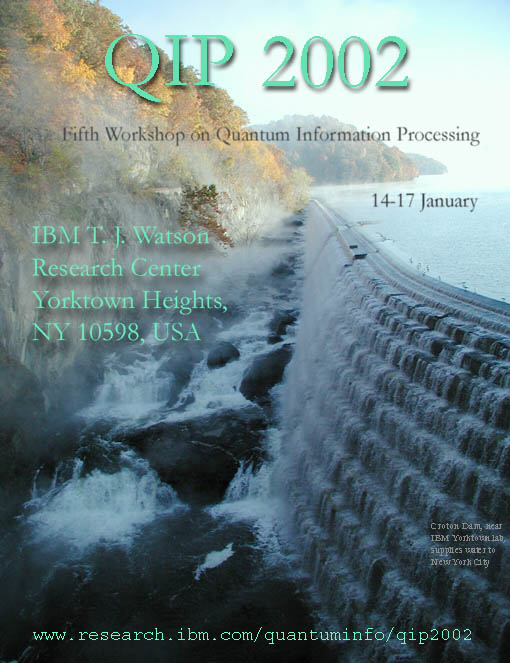 QIP 2002
Fifth Workshop on Quantum Information Processing
14-17 January
IBM T. J. Watson
Research Center
Yorktown Heights,
NY 10598, USA
Croton Dam, near
IBM Yorktown lab,
supplies water to
New York City
www.research.ibm.com/quantuminfo/qip2002